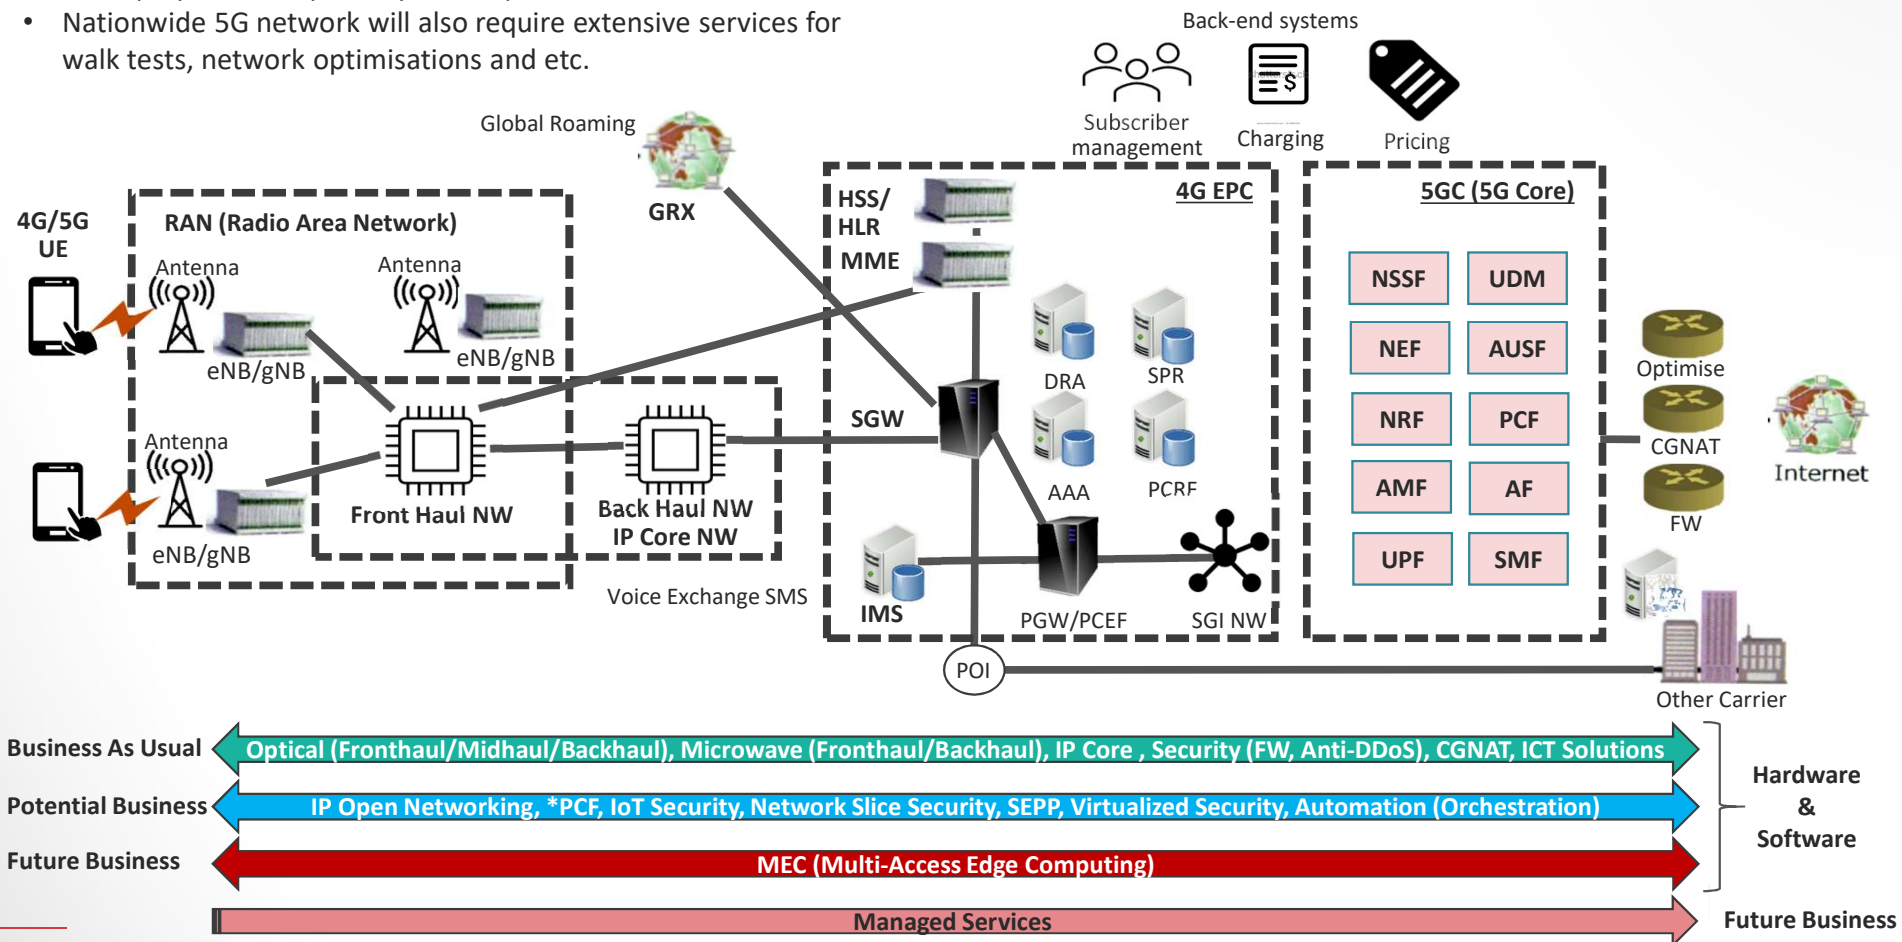 • Nationwide 5G network will also require extensive services for
walk tests, network optimisations and etc.
Back-end systems
Subscriber
management
Charging
Pricing
Global Roaming
GRX
4G/5G
UE
RAN (Radio Area Network)
Antenna
eNB/gNB
Antenna
eNB/gNB
Antenna
eNB/gNB
Front Haul NW
Back Haul NW
IP Core NW
Voice Exchange SMS
4G EPC
HSS/
HLR
MME
SGW
DRA
SPR
AAA
PCRF
IMS
PGW/PCEF
SGI NW
POI
5GC (5G Core)
NSSF
UDM
NEF
AUSF
NRF
PCF
AMF
AF
UPF
SMF
Optimise
CGNAT
FW
Internet
Other Carrier
Business As Usual
Optical (Fronthaul/Midhaul/Backhaul), Microwave (Fronthaul/Backhaul), IP Core , Security (FW, Anti-DDoS), CGNAT, ICT Solutions
Potential Business
IP Open Networking, *PCF, IoT Security, Network Slice Security, SEPP, Virtualized Security, Automation (Orchestration)
Future Business
MEC (Multi-Access Edge Computing)
Hardware
&
Software
Managed Services
Future Business